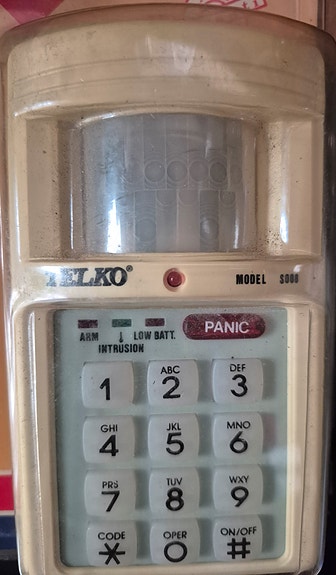 TELKO®
MODEL S008
ARM
LOW BATT.
INTRUSION
PANIC
1
ABC
2
DEF
3
GHI
4
JKL
5
MNO
6
PRS
7
TUV
8
WXY
9
CODE
*
OPER
0
ON/OFF
#